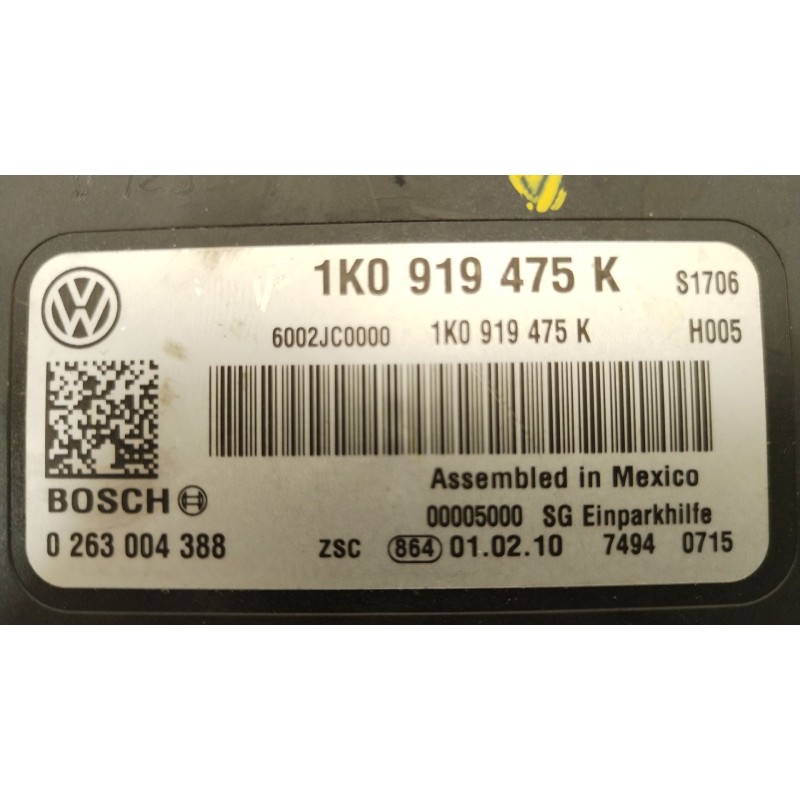 1K0 919 475 K S1706
6002JC0000 1K0 919 475 K H005
Assembled in Mexico
BOSCH
00005000 SG Einparkhilfe
0 263 004 388 ZSC 864 01.02.10 7494 0715